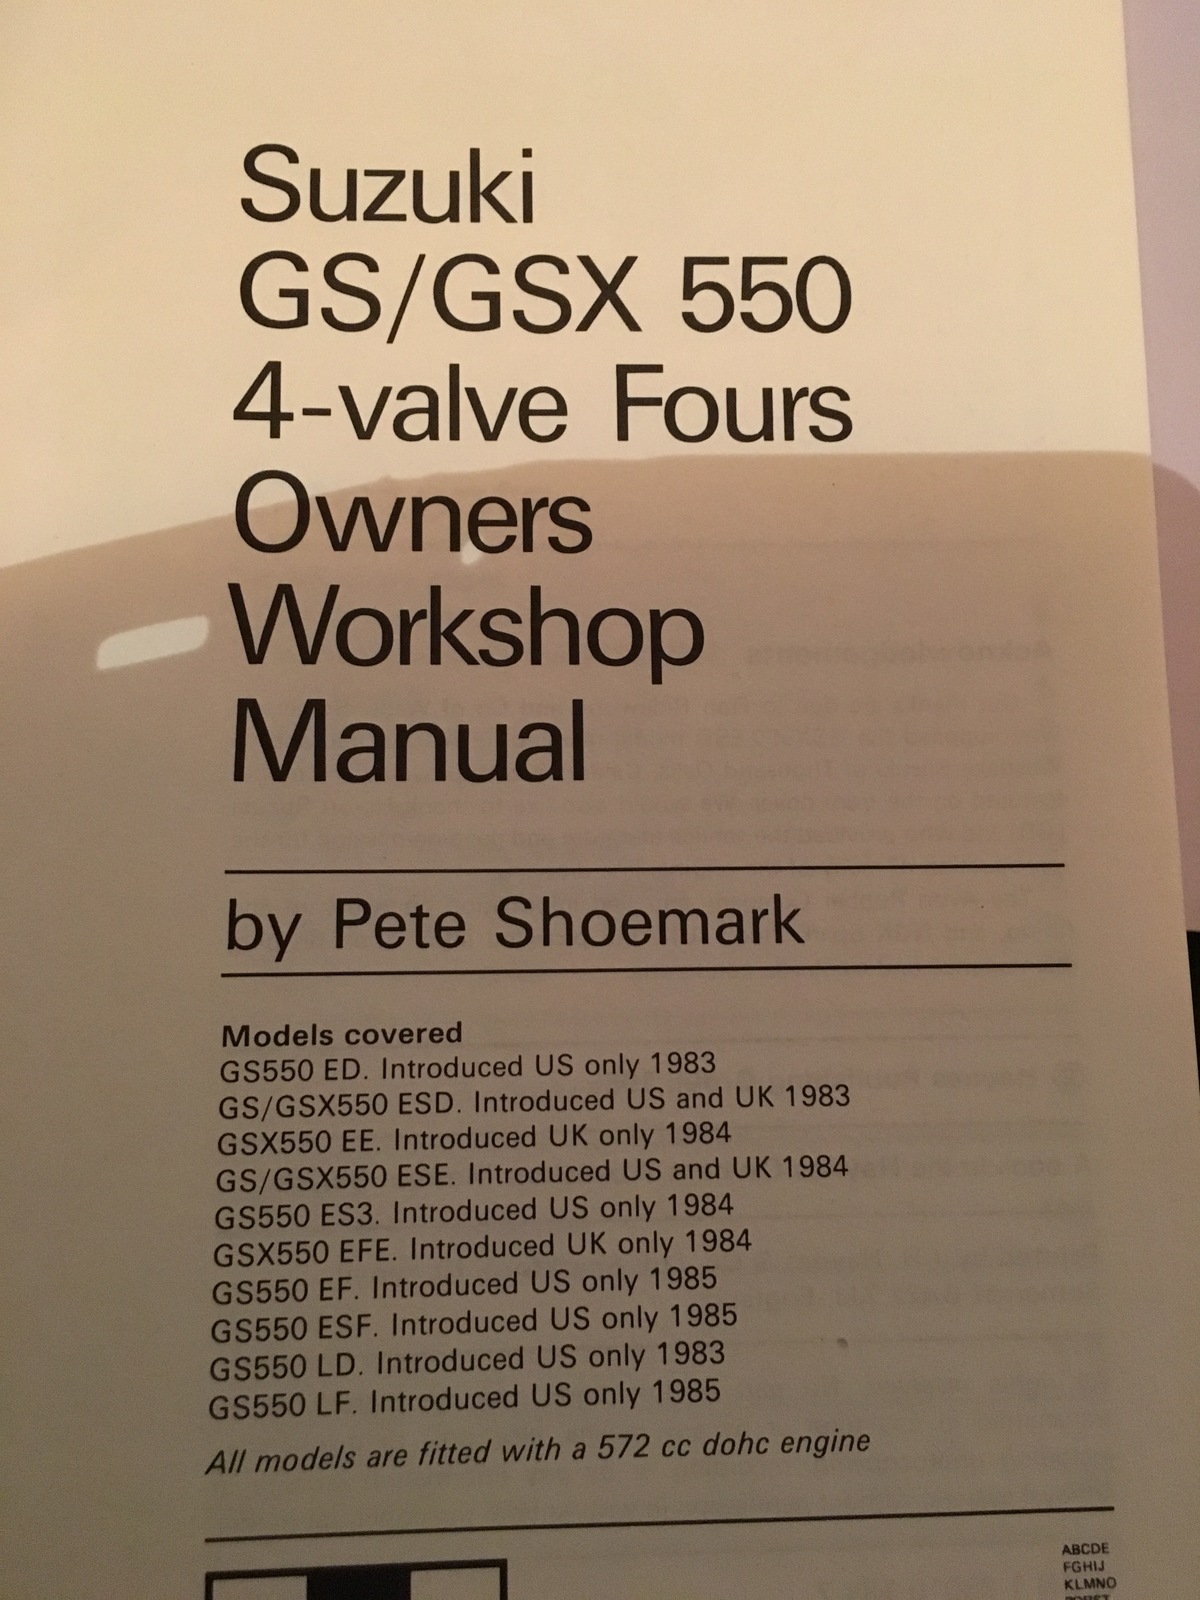 Suzuki
GS/GSX 550
4-valve Fours
Owners
Workshop
Manual
by Pete Shoemark
Models covered
GS550 ED. Introduced US only 1983
GS/GSX550 ESD. Introduced US and UK 1983
GSX550 EE. Introduced UK only 1984
GS/GSX550 ESE. Introduced US and UK 1984
GS550 ES3. Introduced US only 1984
GSX550 EFE. Introduced UK only 1984
GS550 EF. Introduced US only 1985
GS550 ESF. Introduced US only 1985
GS550 LD. Introduced US only 1983
GS550 LF. Introduced US only 1985
All models are fitted with a 572 cc dohc engine
ABCDE
FGHIJ
KLMNO